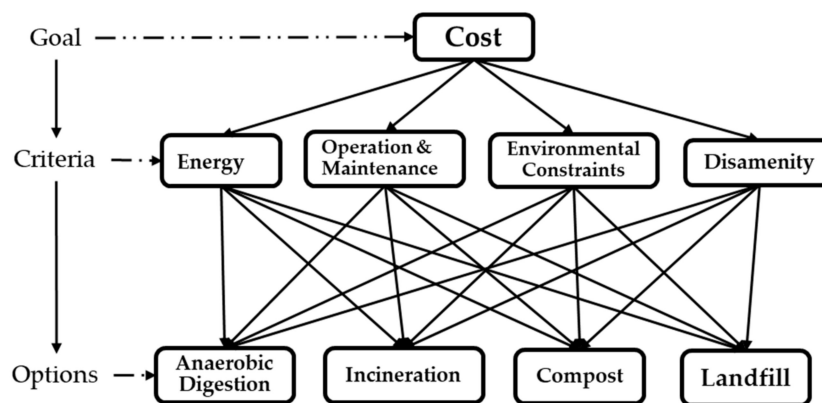 Goal
Cost
Criteria
Energy
Operation &
Maintenance
Environmental
Constraints
Disamenity
Options
Anaerobic
Digestion
Incineration
Compost
Landfill